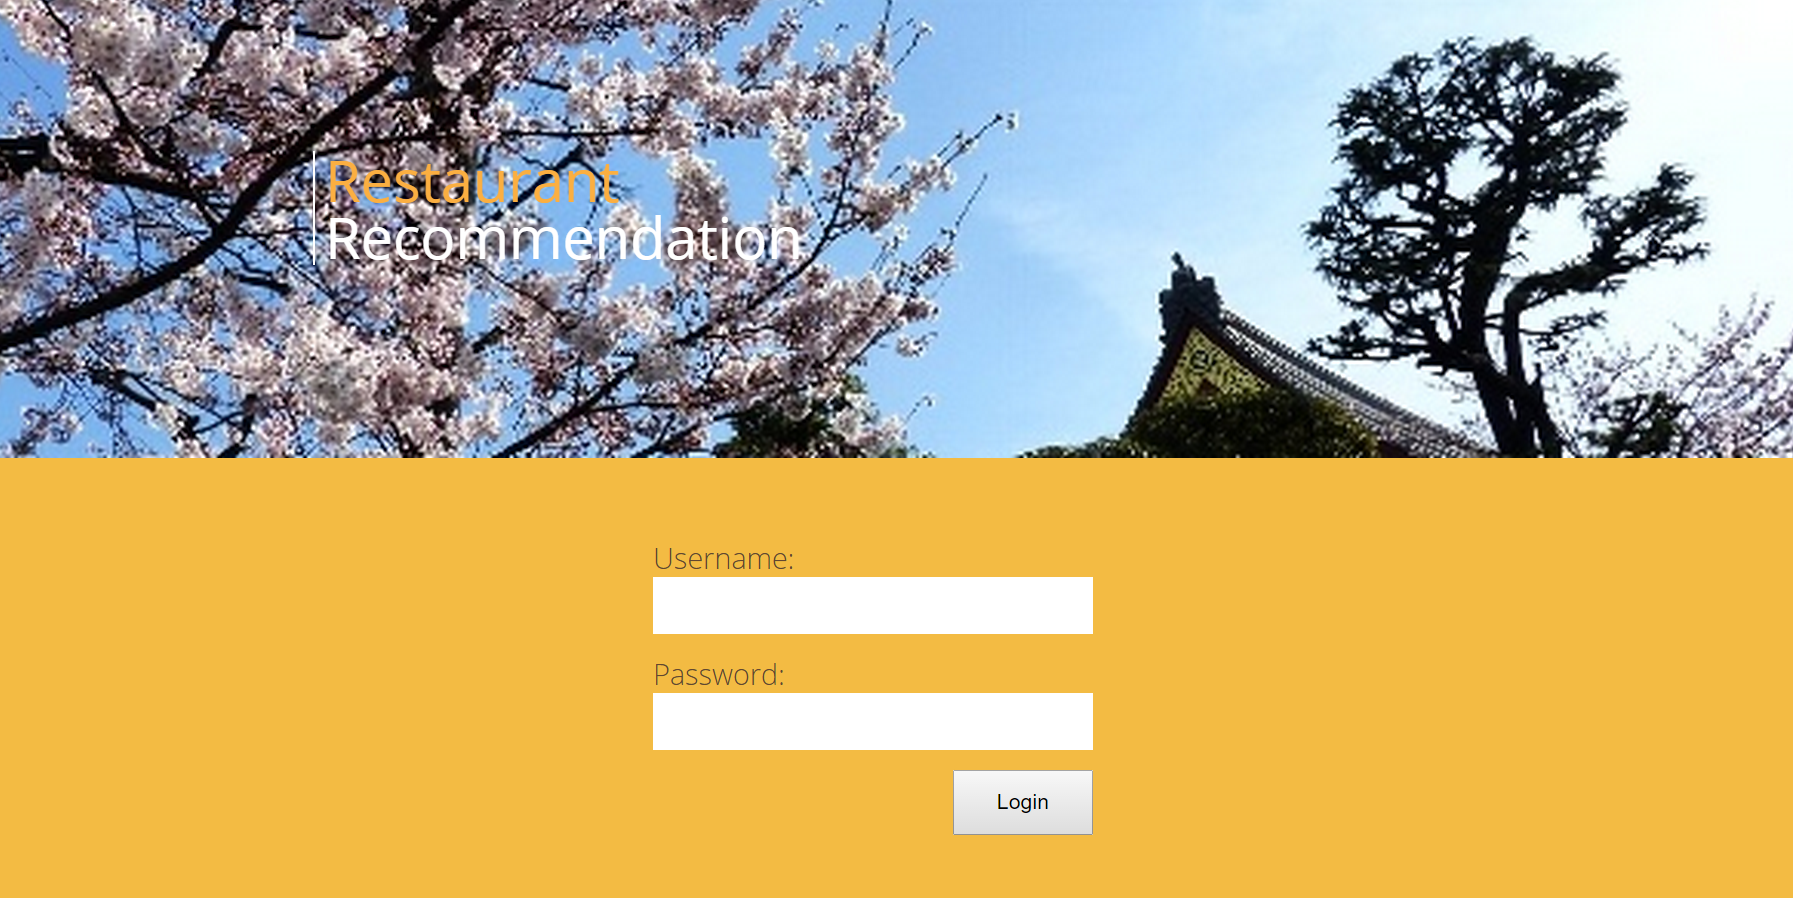 Restaurant
Recommendation
Username:
Password:
Login